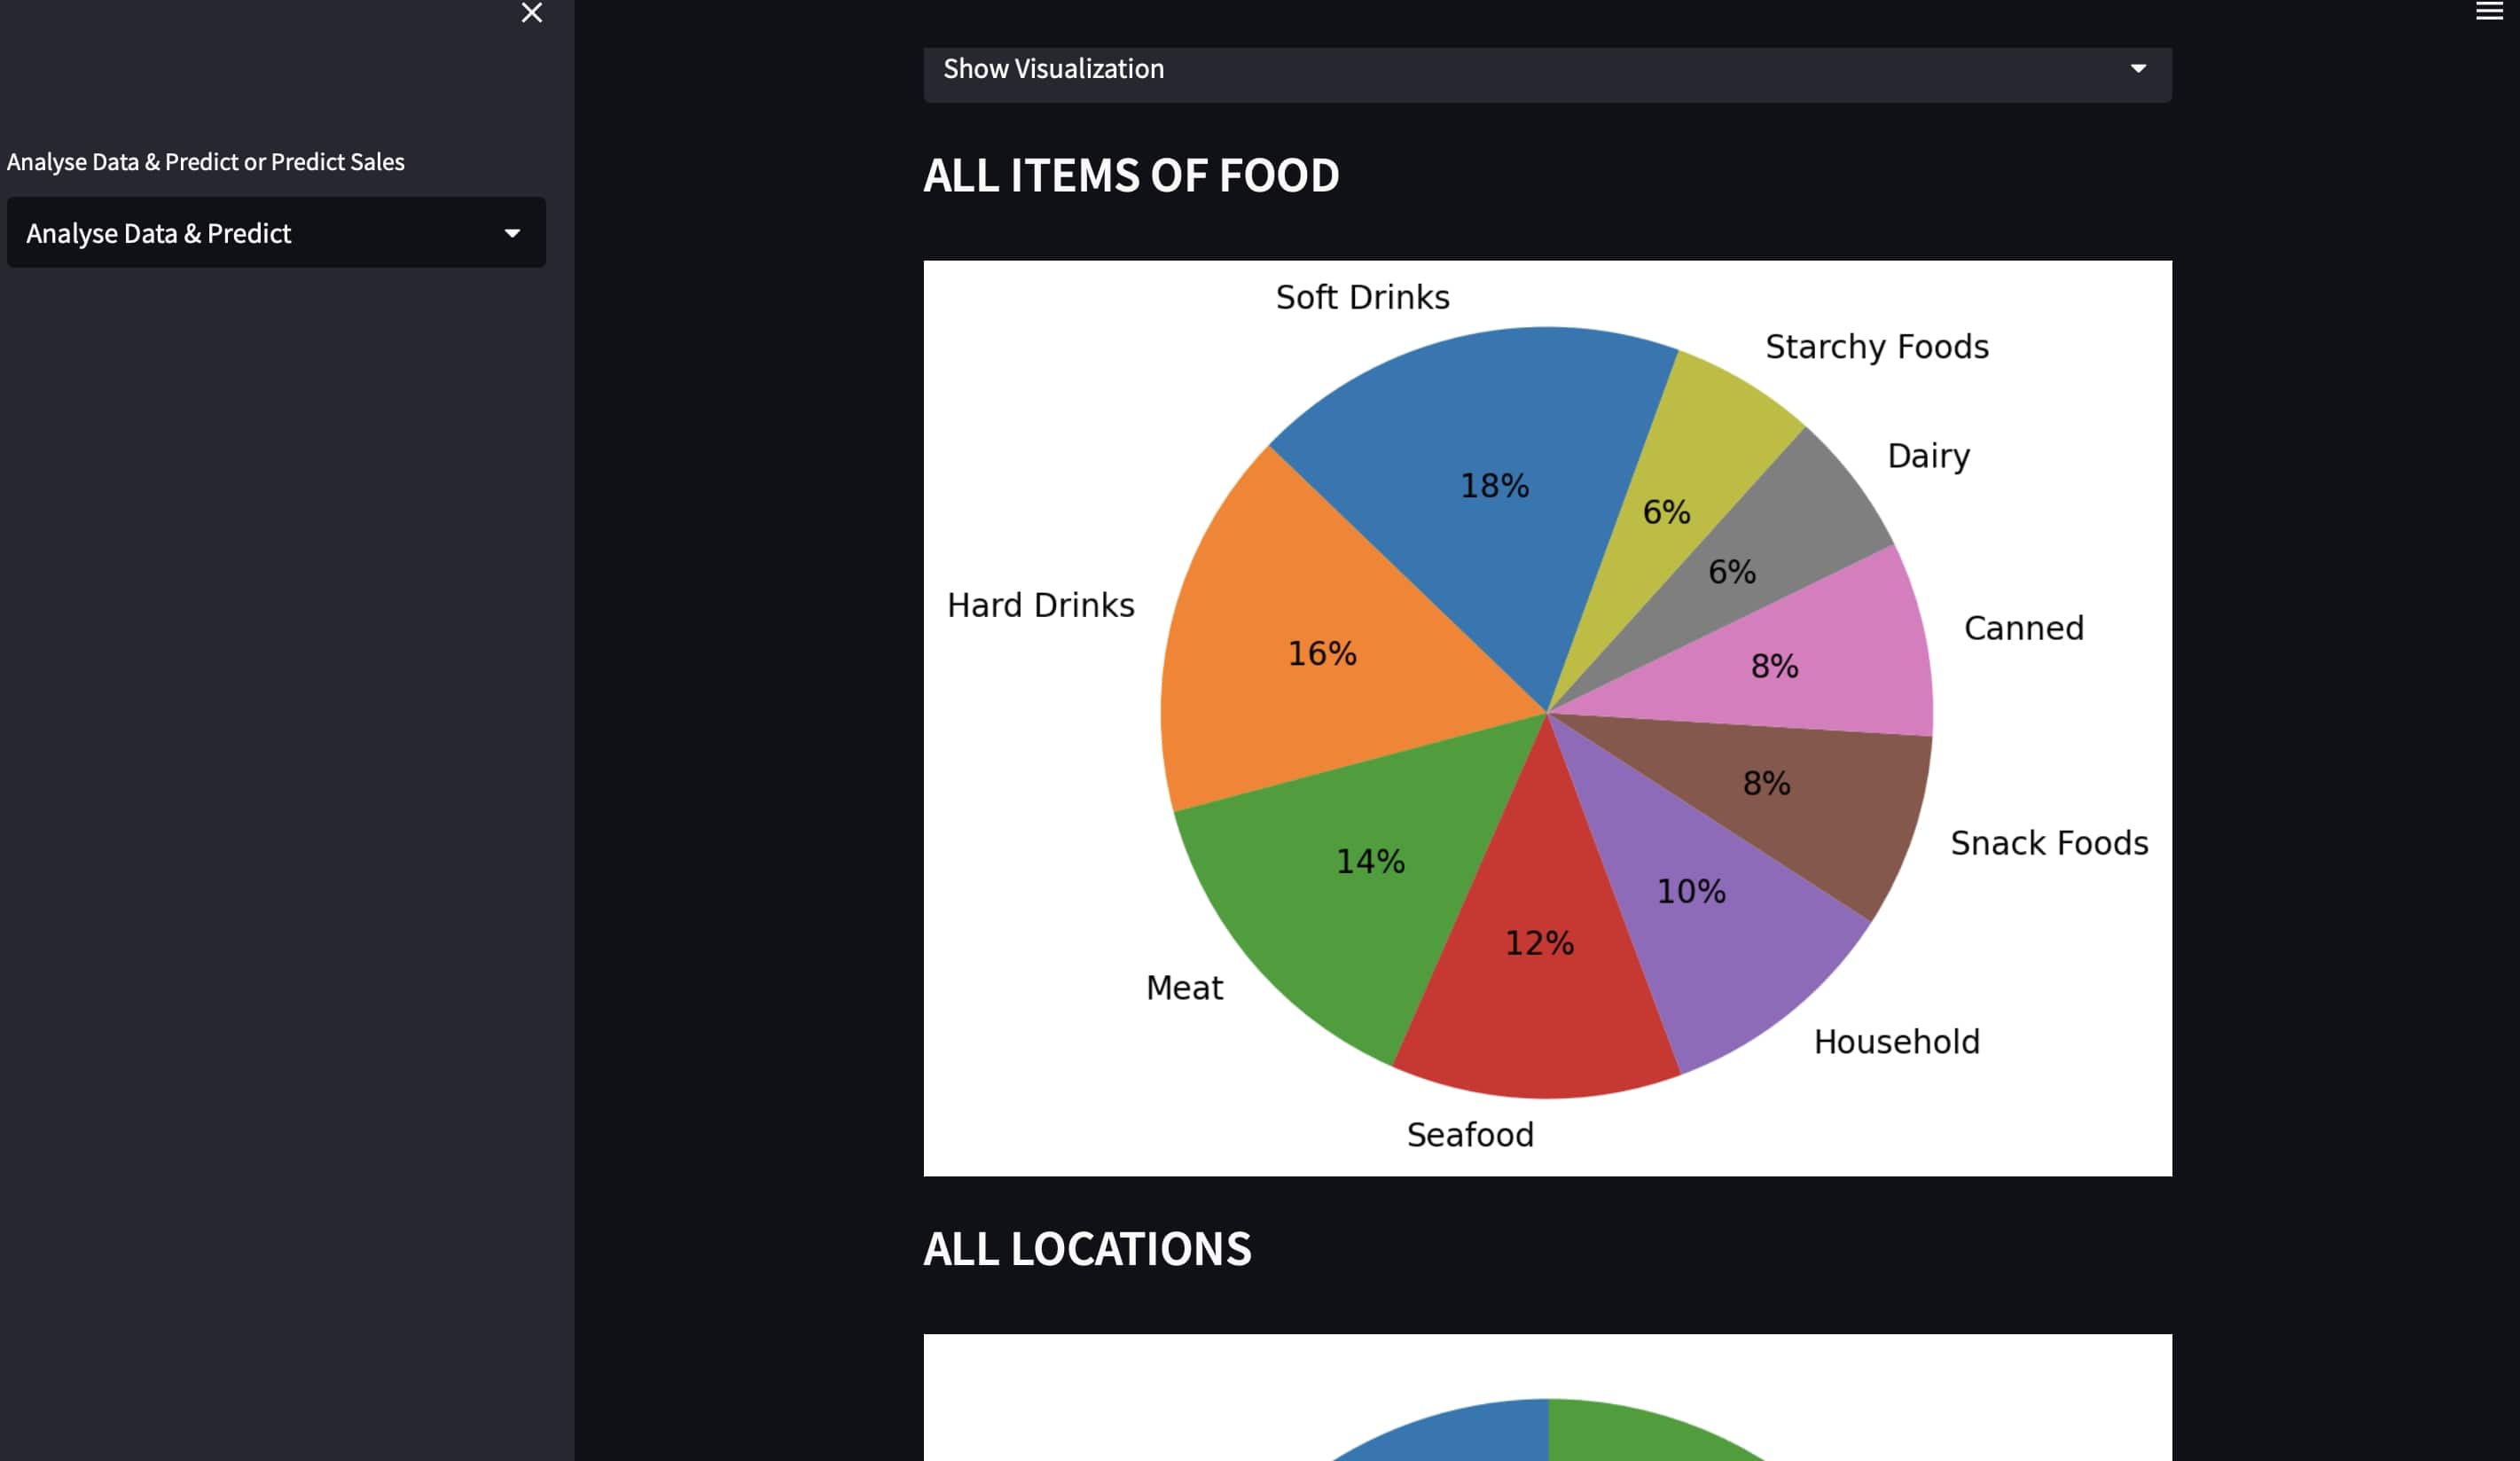 Analyse Data & Predict or Predict Sales
Analyse Data & Predict
Show Visualization
ALL ITEMS OF FOOD
Soft Drinks
Starchy Foods
Dairy
18%
6%
6%
Hard Drinks
Canned
16%
8%
8%
Snack Foods
14%
10%
12%
Meat
Household
Seafood
ALL LOCATIONS